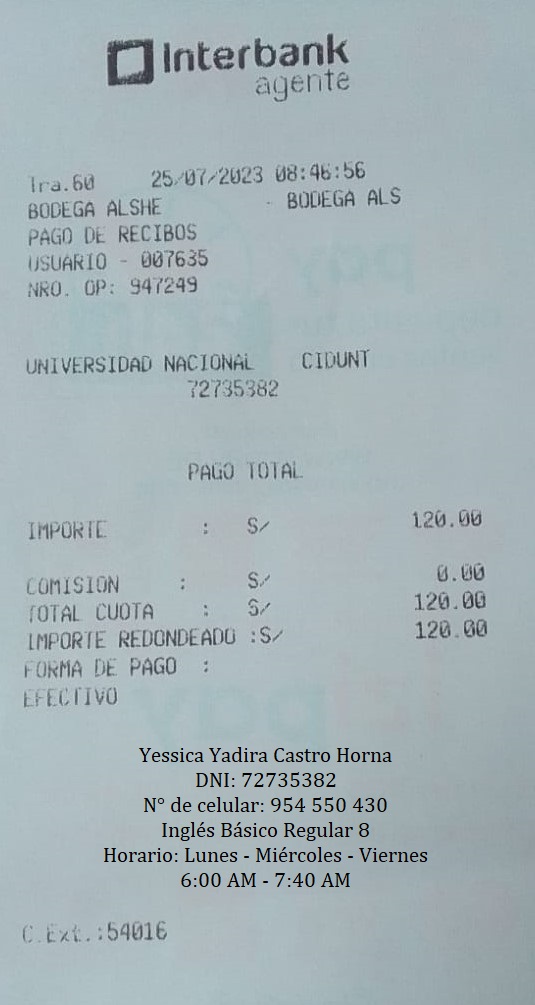 Interbank
agente
Tra.60 25/07/2023 08:46:56
BODEGA ALSHE - BODEGA ALS
PAGO DE RECIBOS
USUARIO - 007635
NRO. OP: 947249
UNIVERSIDAD NACIONAL CIDUNT
72735382
PAGO TOTAL
IMPORTE : S/ 120.00
COMISION : S/ 0.00
TOTAL CUOTA : S/ 120.00
IMPORTE REDONDEADO :S/ 120.00
FORMA DE PAGO :
EFECTIVO
Yessica Yadira Castro Horna
DNI: 72735382
N° de celular: 954 550 430
Inglés Básico Regular 8
Horario: Lunes - Miércoles - Viernes
6:00 AM - 7:40 AM
C.Ext.:54016